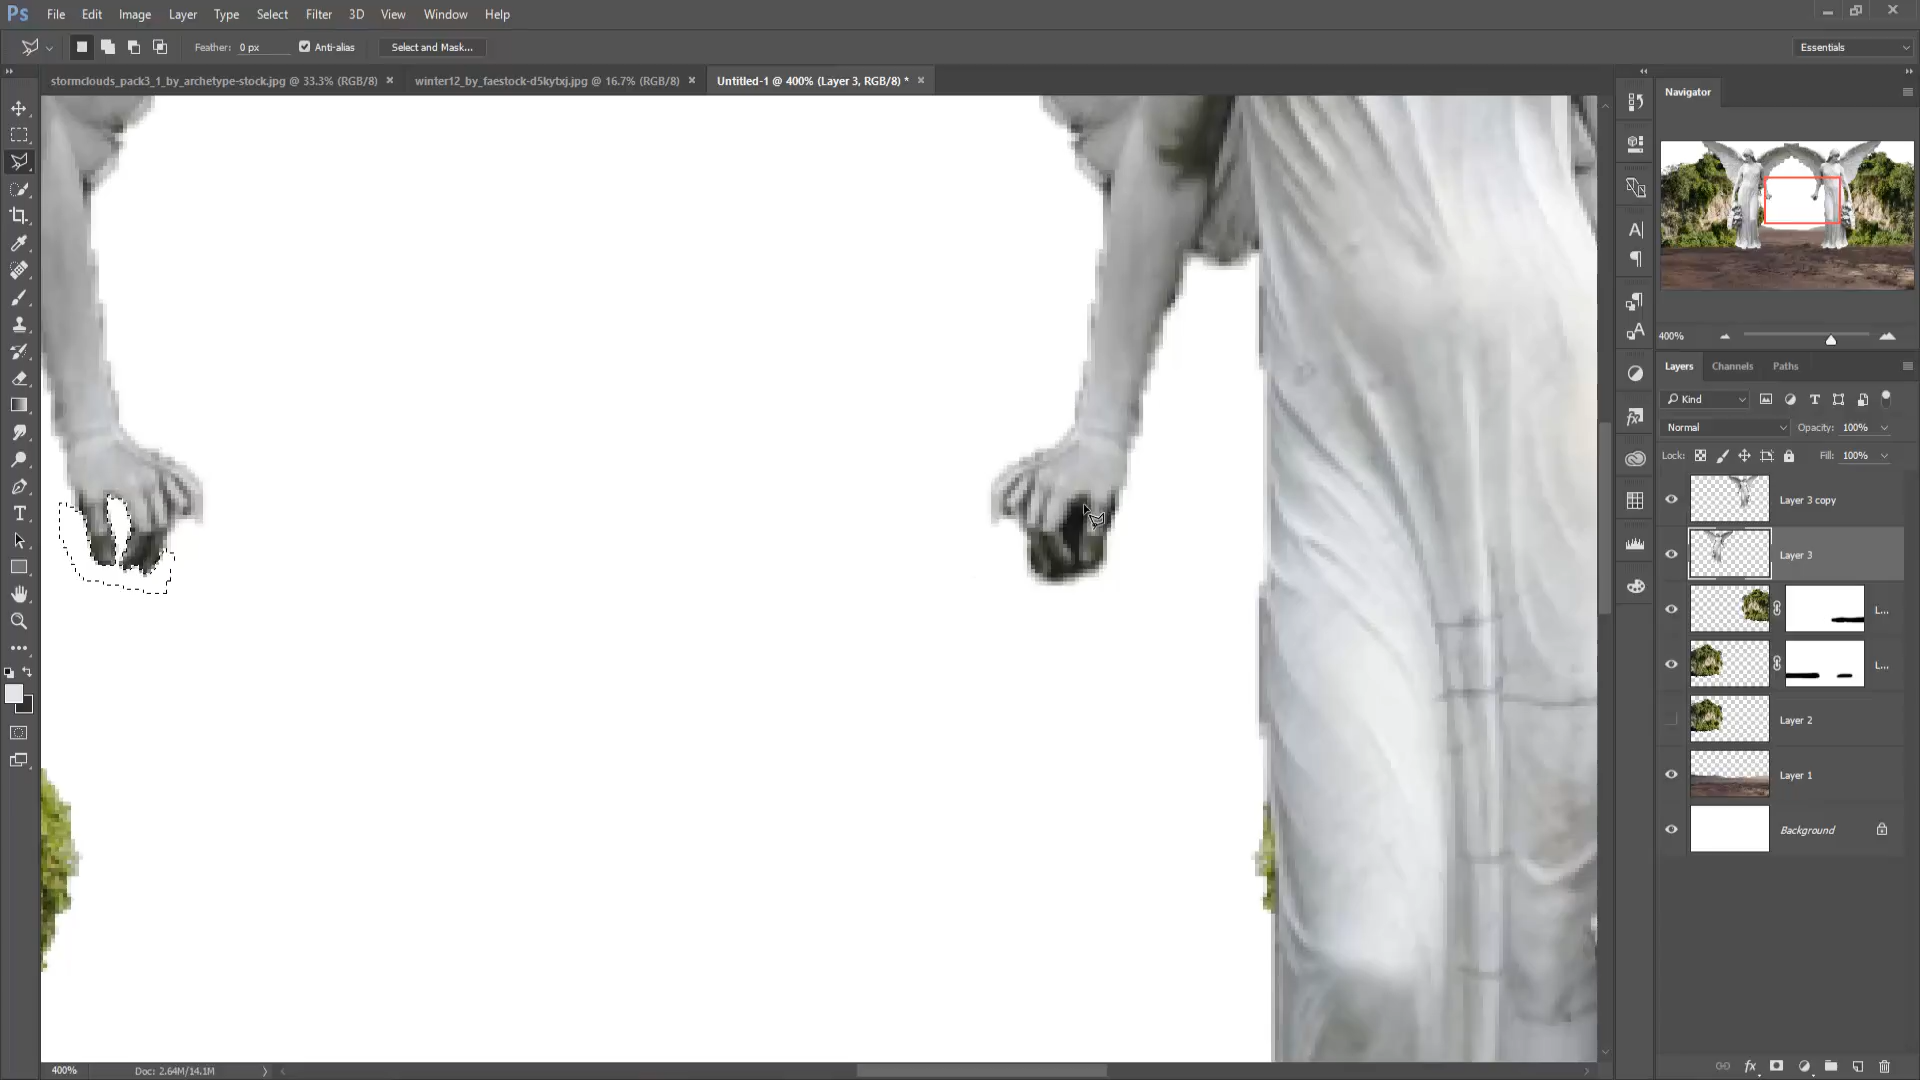 Ps File Edit Image Layer Type Select Filter 3D View Window Help
Feather: 0 px Anti-alias Select and Mask... Essentials
stormclouds_pack3_1_by_archetype-stock.jpg @ 33.3% (RGB/8) × winter12_by_faestock-d5kytxj.jpg @ 16.7% (RGB/8) × Untitled-1 @ 400% (Layer 3, RGB/8) * ×
Navigator
400%
Layers Channels Paths
Kind
Normal Opacity: 100%
Lock: Fill: 100%
Layer 3 copy
Layer 3
L...
L...
Layer 2
Layer 1
Background
400% Doc: 2.64M/14.1M